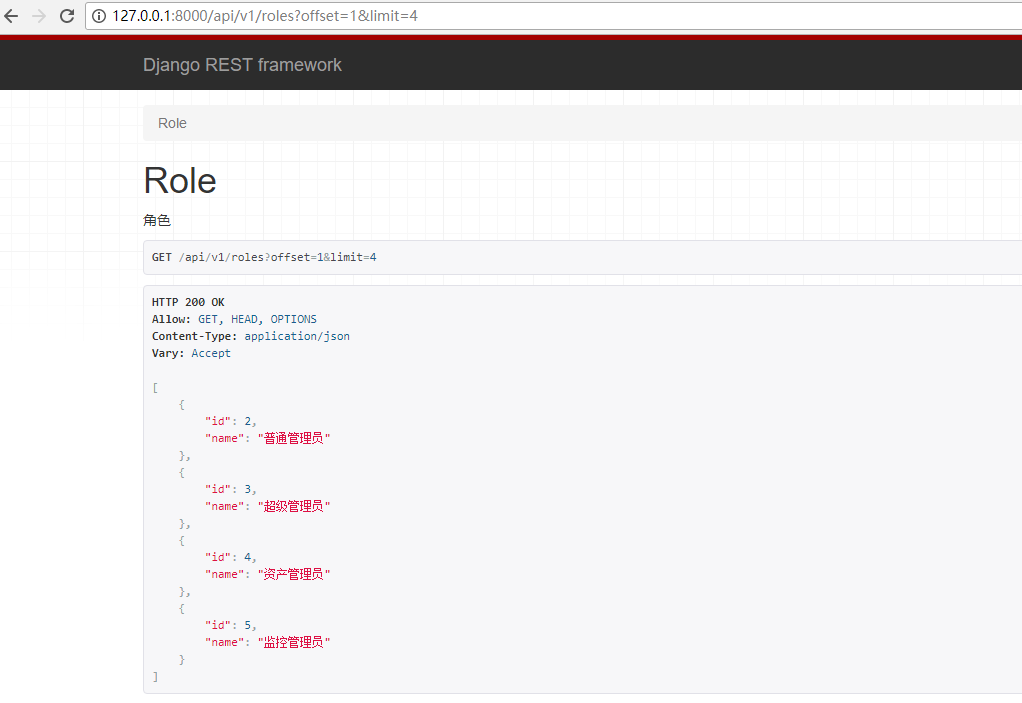 127.0.0.1:8000/api/v1/roles?offset=1&limit=4
Django REST framework
Role
Role
角色
GET /api/v1/roles?offset=1&limit=4
HTTP 200 OK
Allow: GET, HEAD, OPTIONS
Content-Type: application/json
Vary: Accept
[
    {
        "id": 2,
        "name": "普通管理员"
    },
    {
        "id": 3,
        "name": "超级管理员"
    },
    {
        "id": 4,
        "name": "资产管理员"
    },
    {
        "id": 5,
        "name": "监控管理员"
    }
]